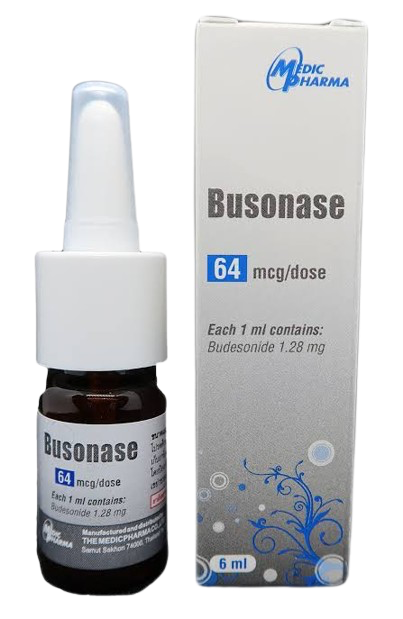 MEDIC PHARMA
Busonase
64 mcg/dose
Each 1 ml contains:
Budesonide 1.28 mg
6 ml
Busonase
64 mcg/dose
Each 1 ml contains:
Budesonide 1.28 mg
MEDIC PHARMA
Manufactured and distributed
THE MEDICPHARMA CO.
Samut Sakhon 74000,